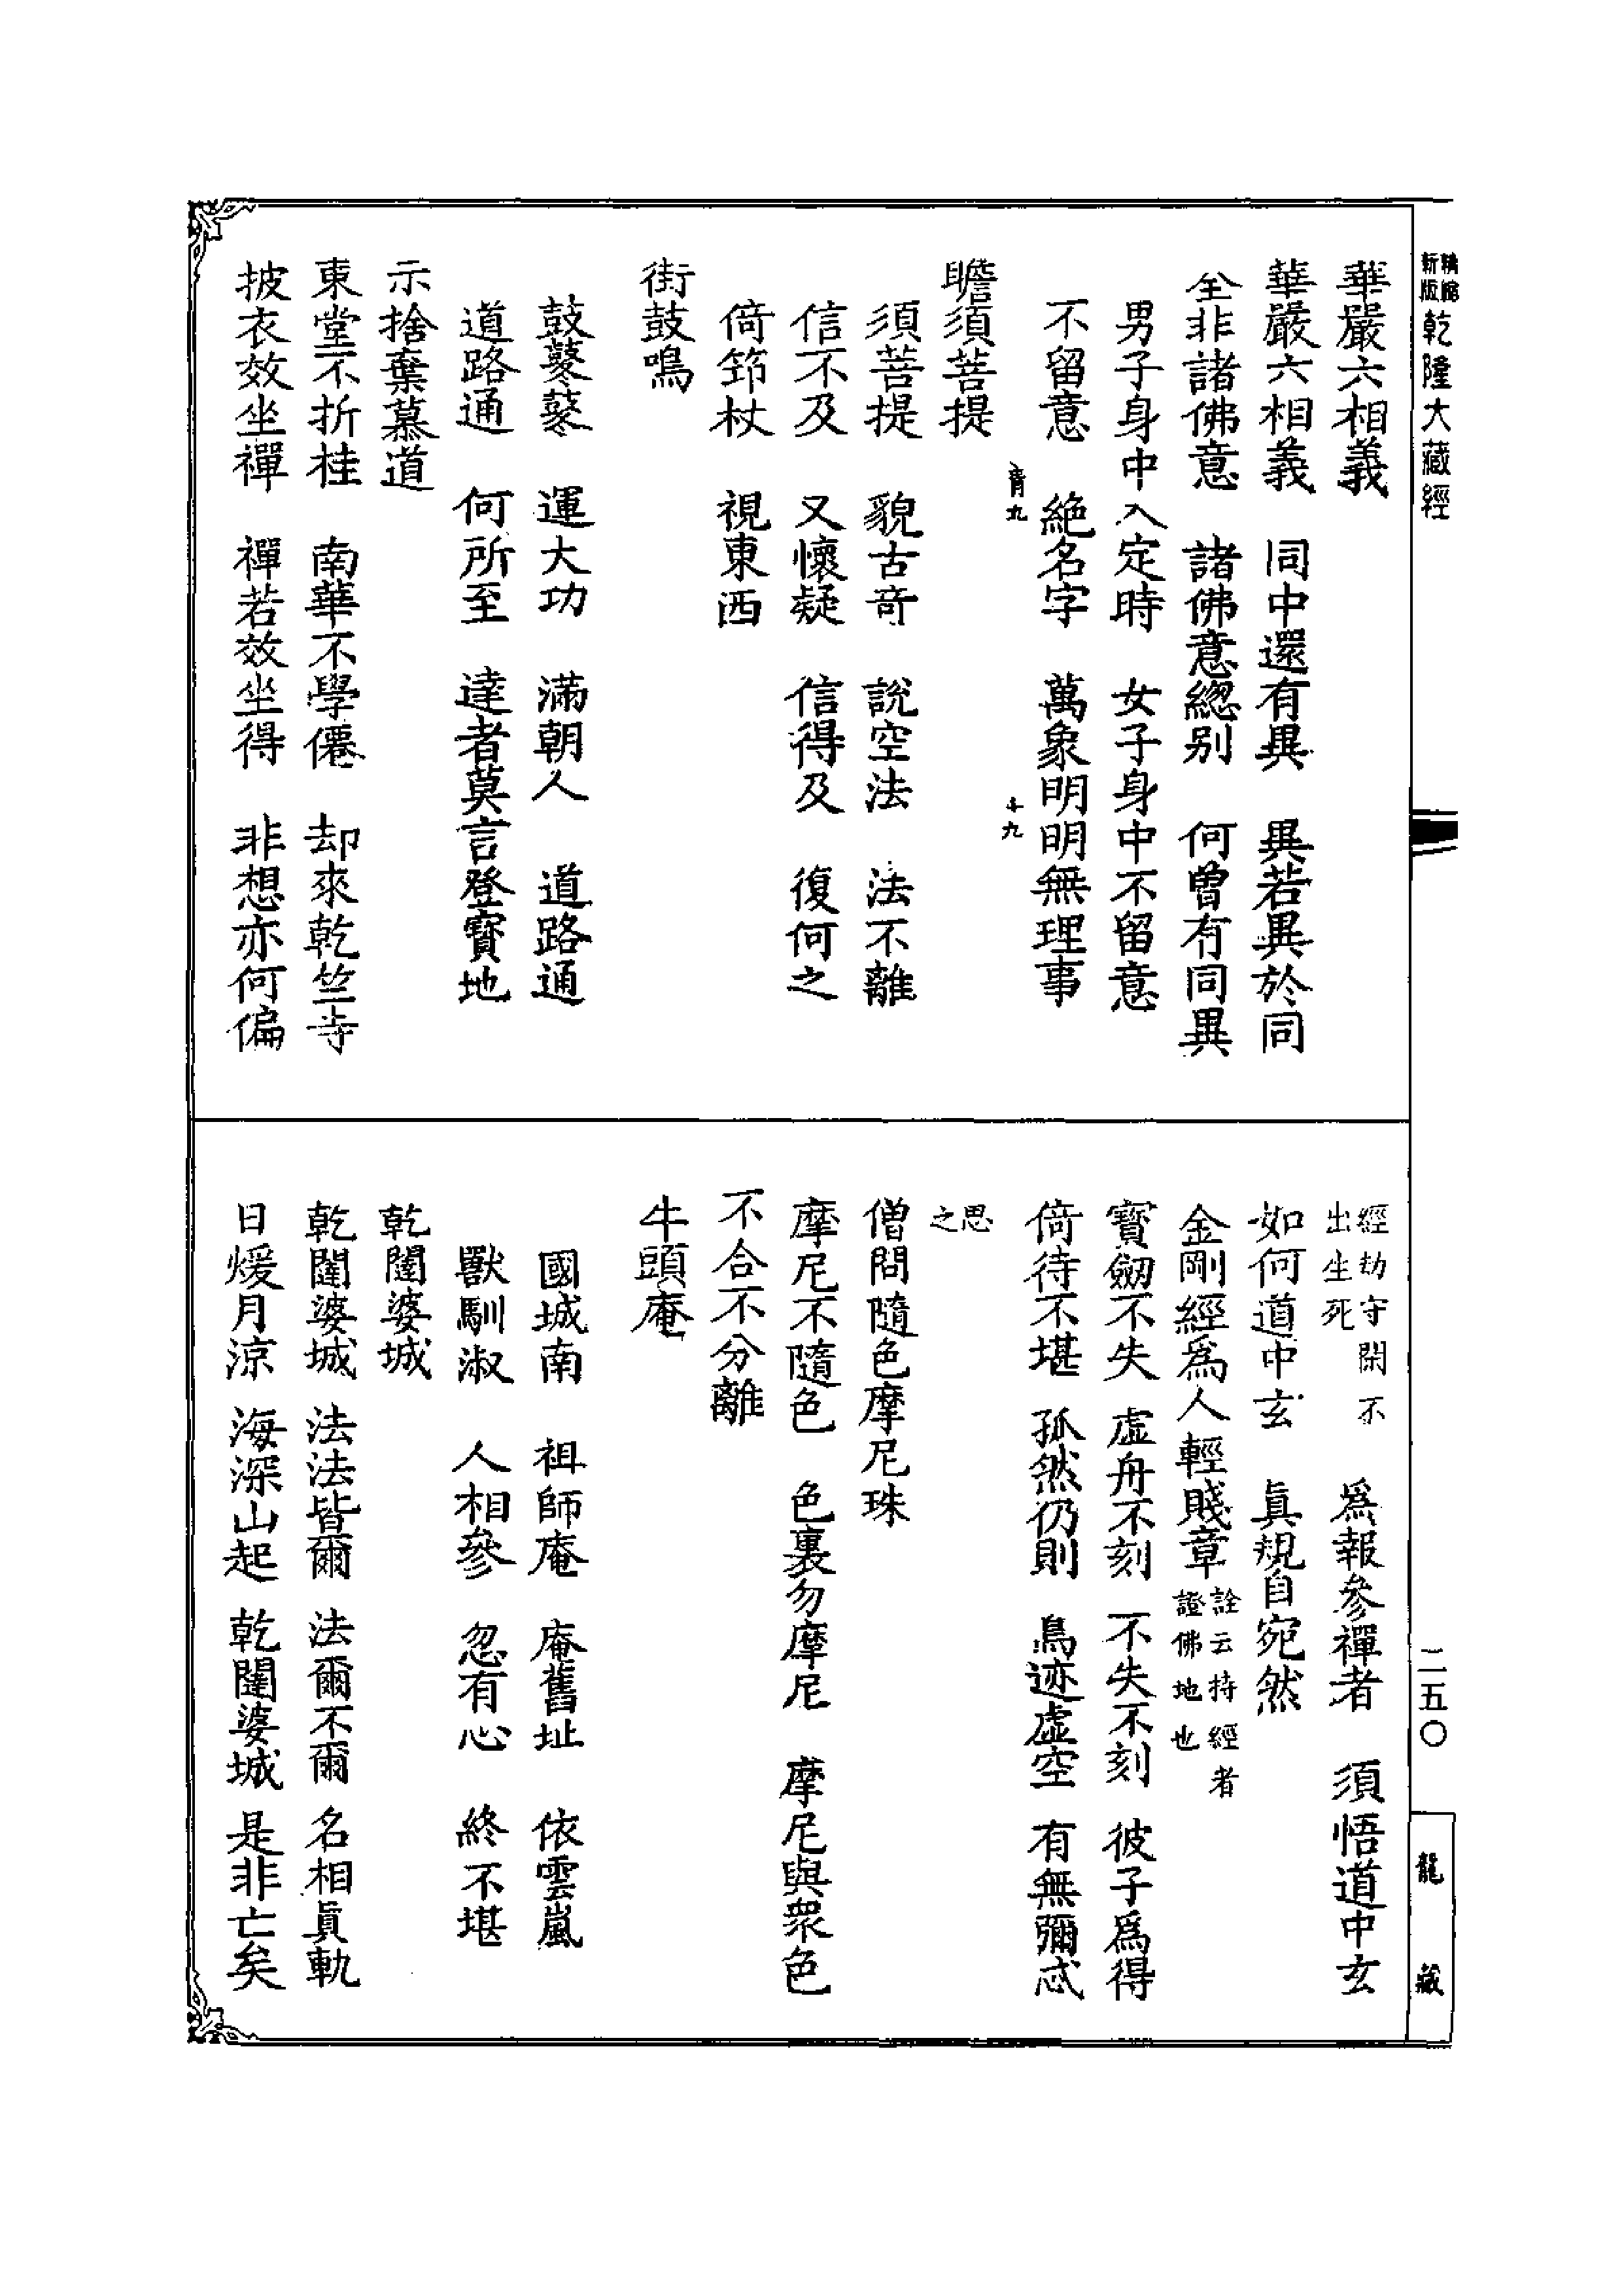 精縮
新版
乾隆大藏經
華嚴六相義
華嚴六相義　同中還有異　異若異於同
全非諸佛意　諸佛意總别　何曾有同異
男子身中入定時　女子身中不留意
不留意　絶名字　萬象明明無理事
瞻須菩提
須菩提　貌古竒　說空法　法不離
信不及　又懷疑　信得及　復何之
倚筇杖　視東西
街鼓鳴
鼓鼕鼕　運大功　滿朝人　道路通
道路通　何所至　達者莫言登寶地
示捨棄慕道
東堂不折桂　南華不學僊　却來乾竺寺
披衣效坐禪　禪若效坐得　非想亦何偏
經劫守閑不
出生死
爲報參禪者　須悟道中玄
如何道中玄　眞規自宛然
金剛經爲人輕賤章
詮云持經者
證佛地也
寶劒不失　虚舟不刻　不失不刻　彼子爲得
倚待不堪　孤然仍則　鳥迹虚空　有無彌忒
思
之
僧問隨色摩尼珠
摩尼不隨色　色裏勿摩尼　摩尼與衆色
不合不分離
牛頭庵
國城南　祖師庵　庵舊址　依雲嵐
獸馴淑　人相參　忽有心　終不堪
乾闥婆城
乾闥婆城　法法皆爾　法爾不爾　名相眞軌
日煖月涼　海深山起　乾闥婆城　是非亡矣
二五〇
龍藏